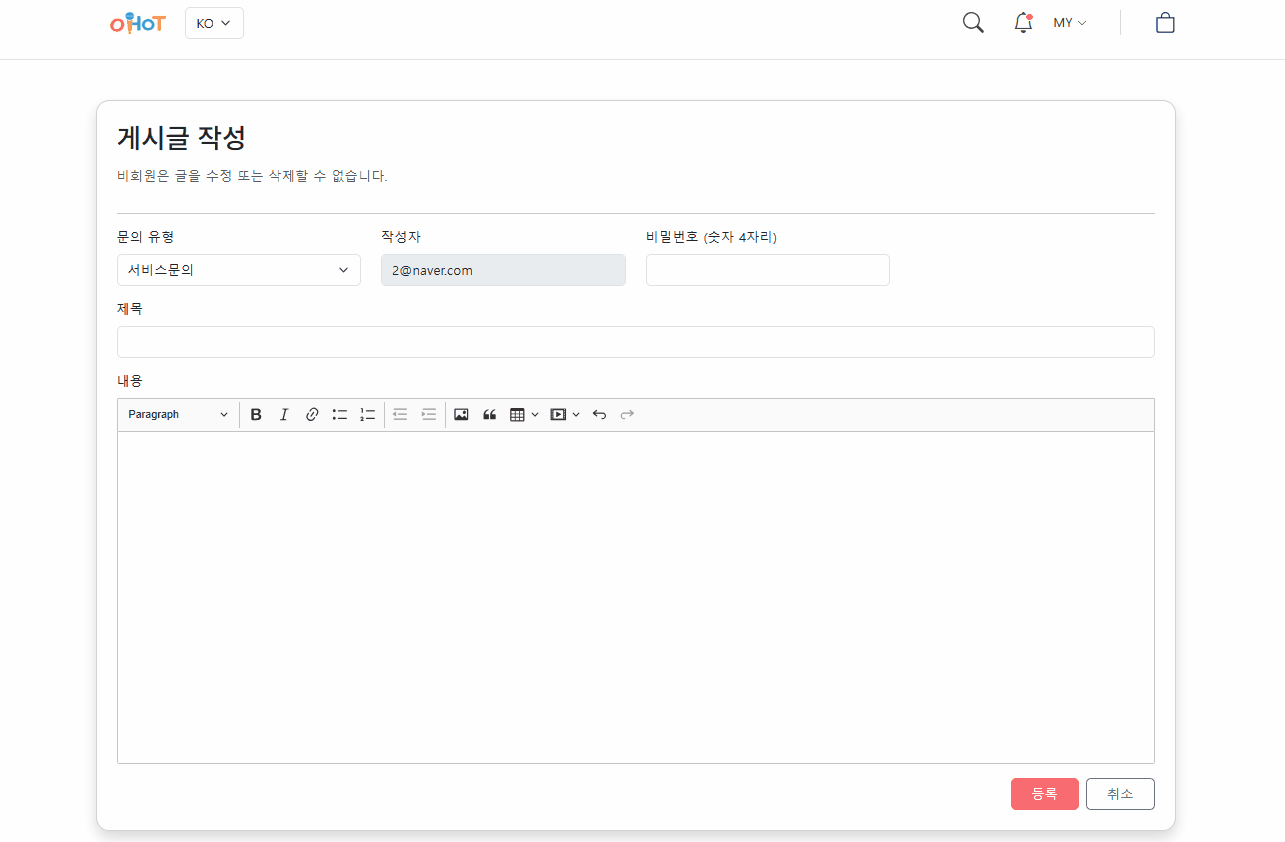 oHoT KO MY
게시글 작성
비회원은 글을 수정 또는 삭제할 수 없습니다.
문의 유형 작성자 비밀번호 (숫자 4자리)
서비스문의 2@naver.com
제목
내용
Paragraph B I
등록 취소